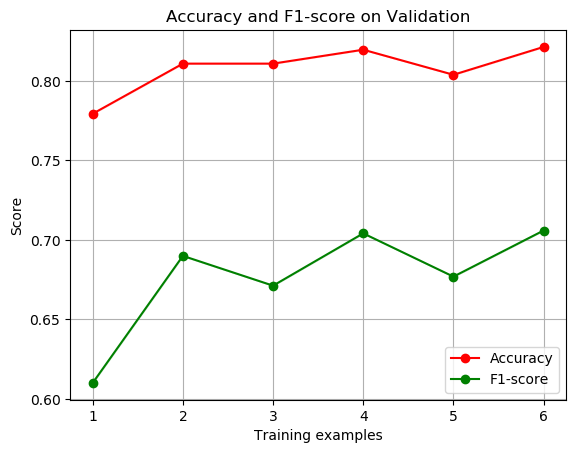 Accuracy and F1-score on Validation
0.80
0.75
0.70
0.65
0.60
Score
1 2 3 4 5 6
Training examples
Accuracy
F1-score